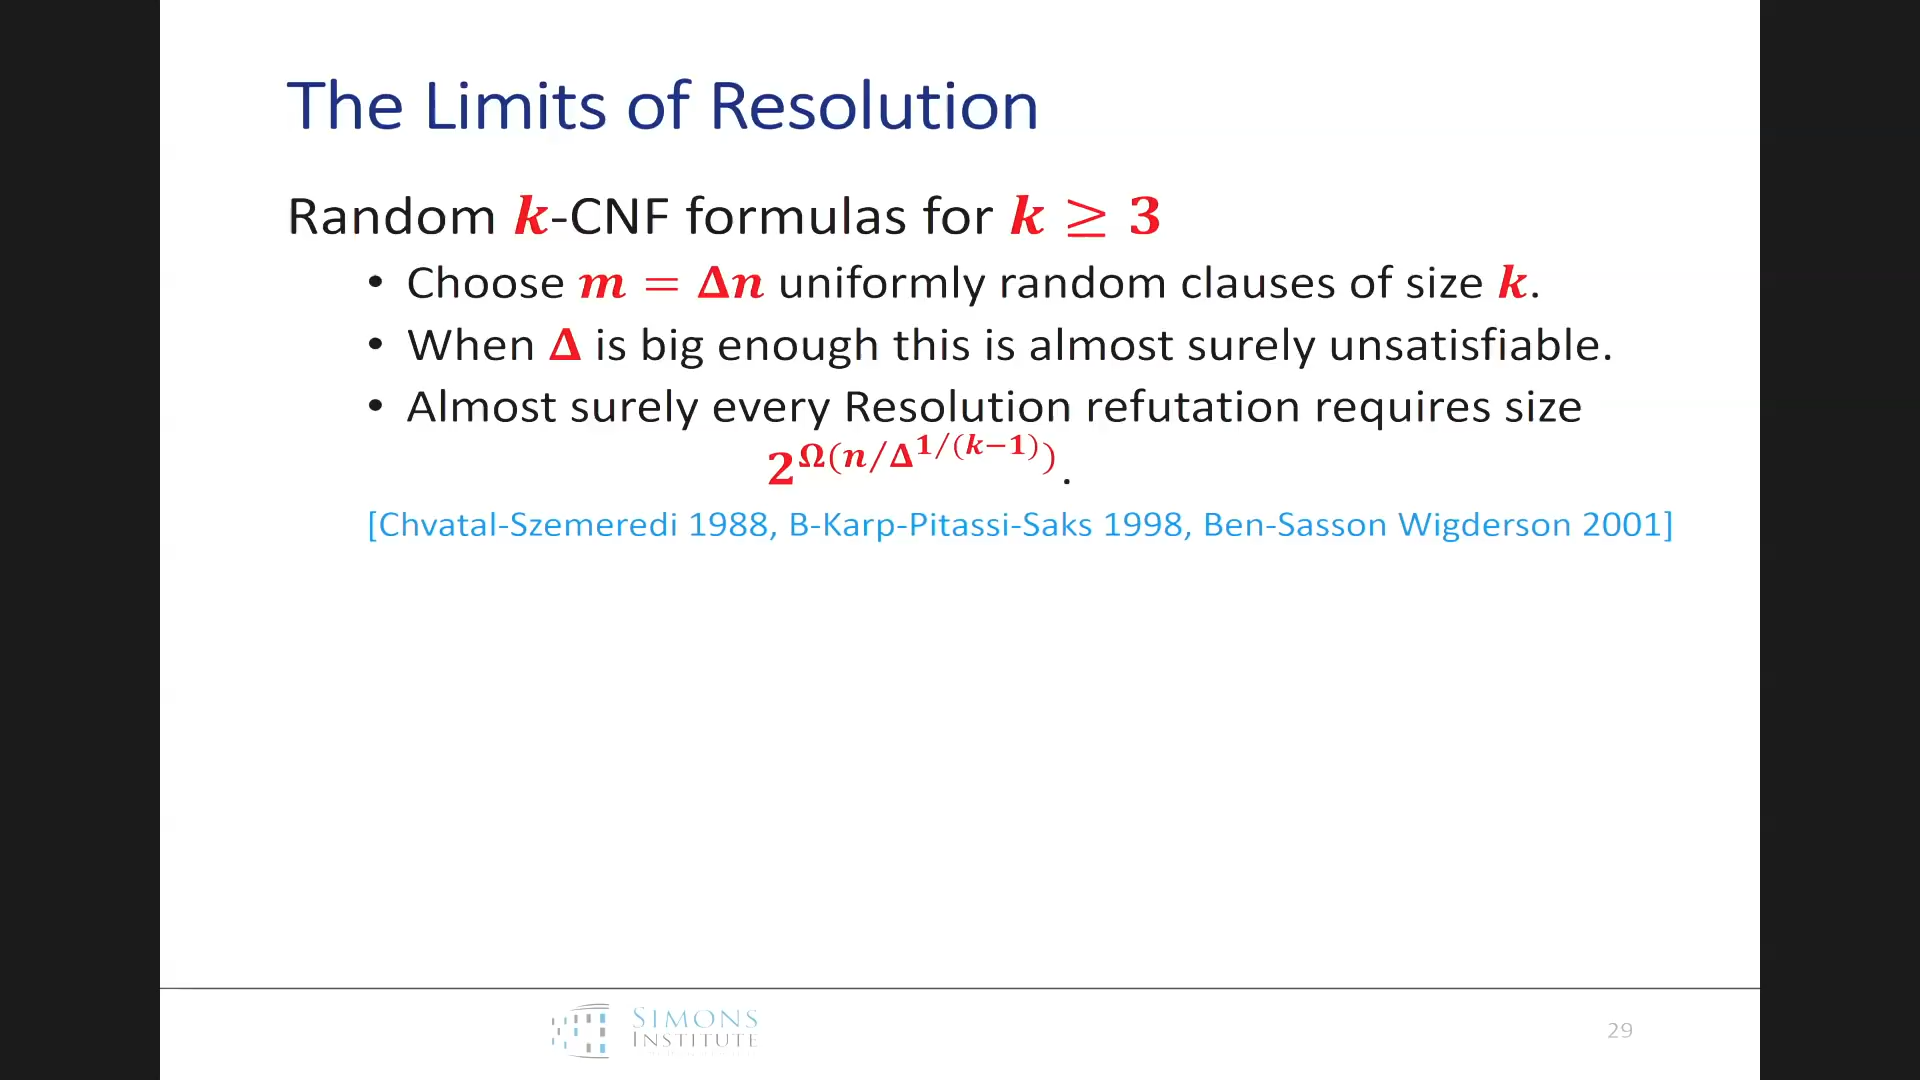 The Limits of Resolution
Random k-CNF formulas for k ≥ 3
• Choose m = Δn uniformly random clauses of size k.
• When Δ is big enough this is almost surely unsatisfiable.
• Almost surely every Resolution refutation requires size
2^Ω(n/Δ^1/(k−1)).
[Chvatal-Szemeredi 1988, B-Karp-Pitassi-Saks 1998, Ben-Sasson Wigderson 2001]
SIMONS
INSTITUTE
29